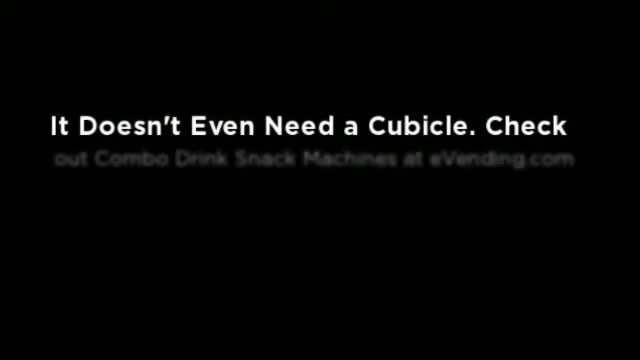 It Doesn't Even Need a Cubicle. Check
out Combo Drink Snack Machines at eVending.com